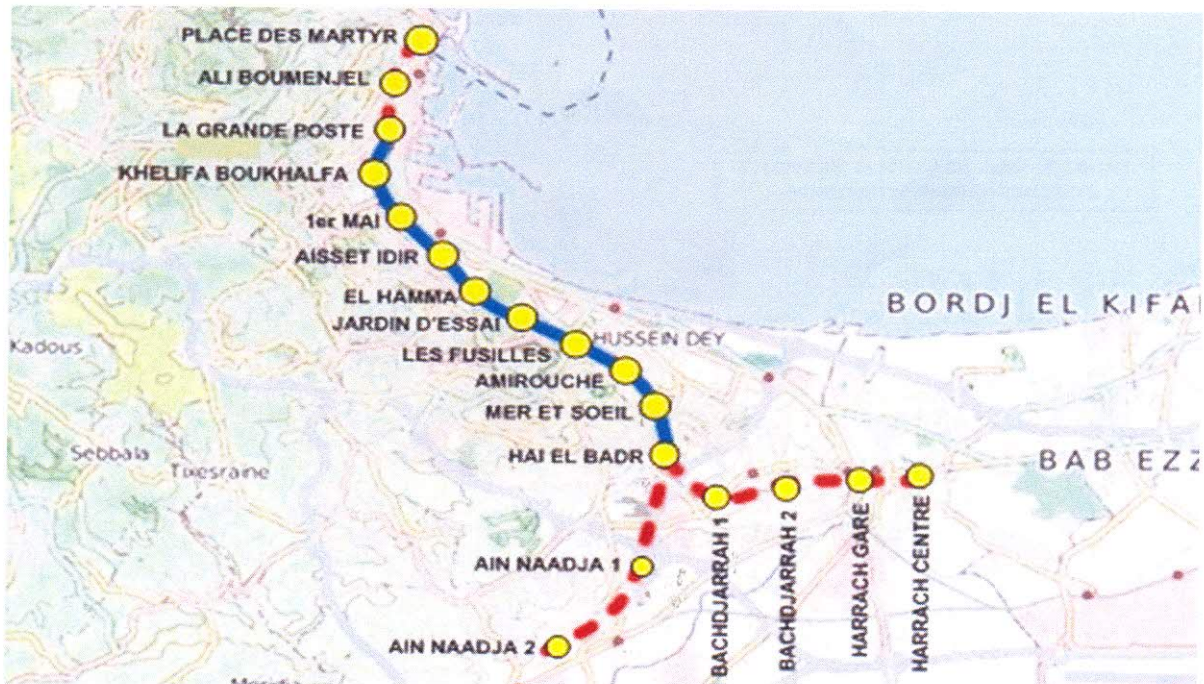 PLACE DES MARTYR
ALI BOUMENJEL
LA GRANDE POSTE
KHELIFA BOUKHALFA
1er MAI
AISSET IDIR
EL HAMMA
BORDJ EL KIFA
JARDIN D'ESSAI
HUSSEIN DEY
Kadous
LES FUSILLES
AMIROUCHE
MER ET SOEIL
Sebbala
HAI EL BADR
BAB EZZ
Tixesraine
AIN NAADJA 1
BACHDJARRAH 1
BACHDJARRAH 2
HARRACH GARE
HARRACH CENTRE
AIN NAADJA 2